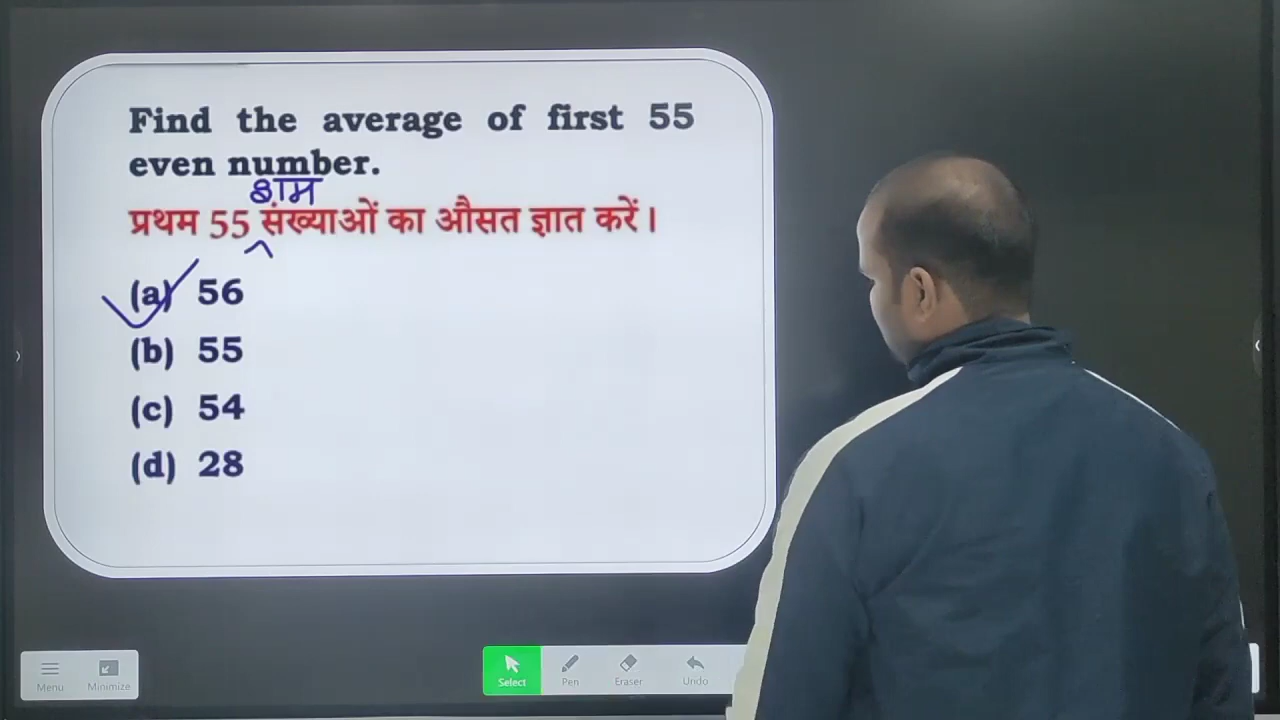 Find the average of first 55
even number.
सम
प्रथम 55 संख्याओं का औसत ज्ञात करें।
(a) 56
(b) 55
(c) 54
(d) 28
Menu Minimize Select Pen Eraser Undo